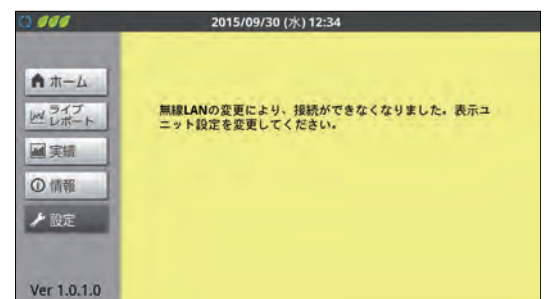 2015/09/30 (水) 12:34
ホーム
ライブ
レポート
実績
情報
設定
Ver 1.0.1.0
無線LANの変更により、接続ができなくなりました。表示ユ
ニット設定を変更してください。